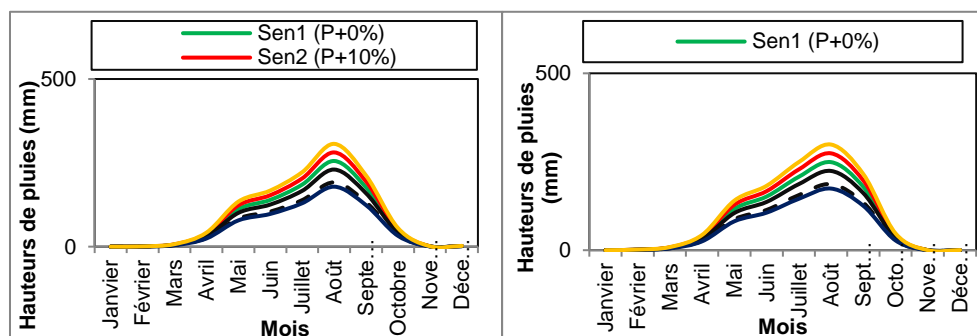 Sen1 (P+0%)
Sen2 (P+10%)
Hauteurs de pluies (mm)
500
0
Janvier
Février
Mars
Avril
Mai
Juin
Juillet
Août
Septe…
Octobre
Nove…
Déce…
Mois
Sen1 (P+0%)
Hauteurs de pluies
(mm)
500
0
Janvier
Février
Mars
Avril
Mai
Juin
Juillet
Août
Sept…
Octo…
Nove…
Déce…
Mois